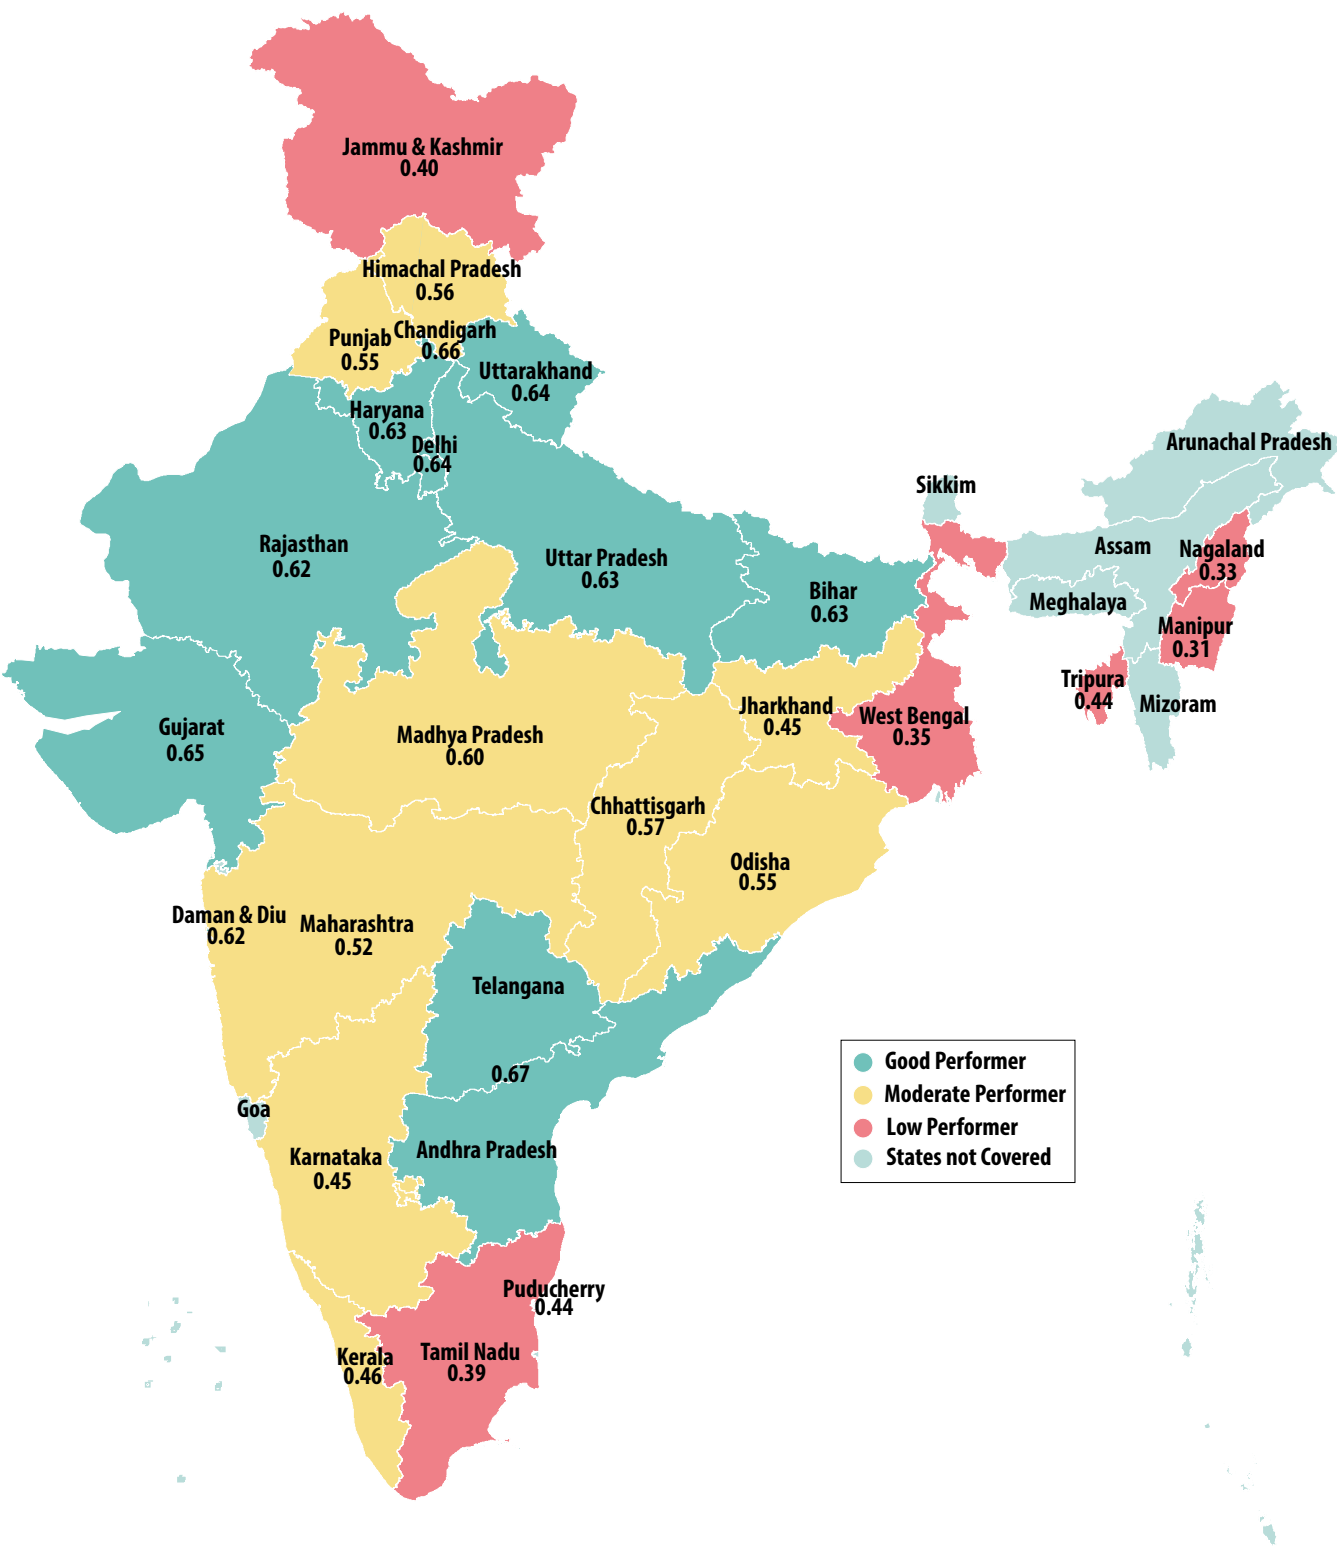 Jammu & Kashmir
0.40
Himachal Pradesh
0.56
Punjab
0.55
Chandigarh
0.66
Uttarakhand
0.64
Haryana
0.63
Delhi
0.64
Arunachal Pradesh
Sikkim
Rajasthan
0.62
Uttar Pradesh
0.63
Bihar
0.63
Assam
Nagaland
0.33
Meghalaya
Manipur
0.31
Tripura
0.44
Mizoram
Gujarat
0.65
Madhya Pradesh
0.60
Jharkhand
0.45
West Bengal
0.35
Chhattisgarh
0.57
Odisha
0.55
Daman & Diu
0.62
Maharashtra
0.52
Telangana
0.67
Good Performer
Moderate Performer
Low Performer
States not Covered
Goa
Karnataka
0.45
Andhra Pradesh
Puducherry
0.44
Kerala
0.46
Tamil Nadu
0.39